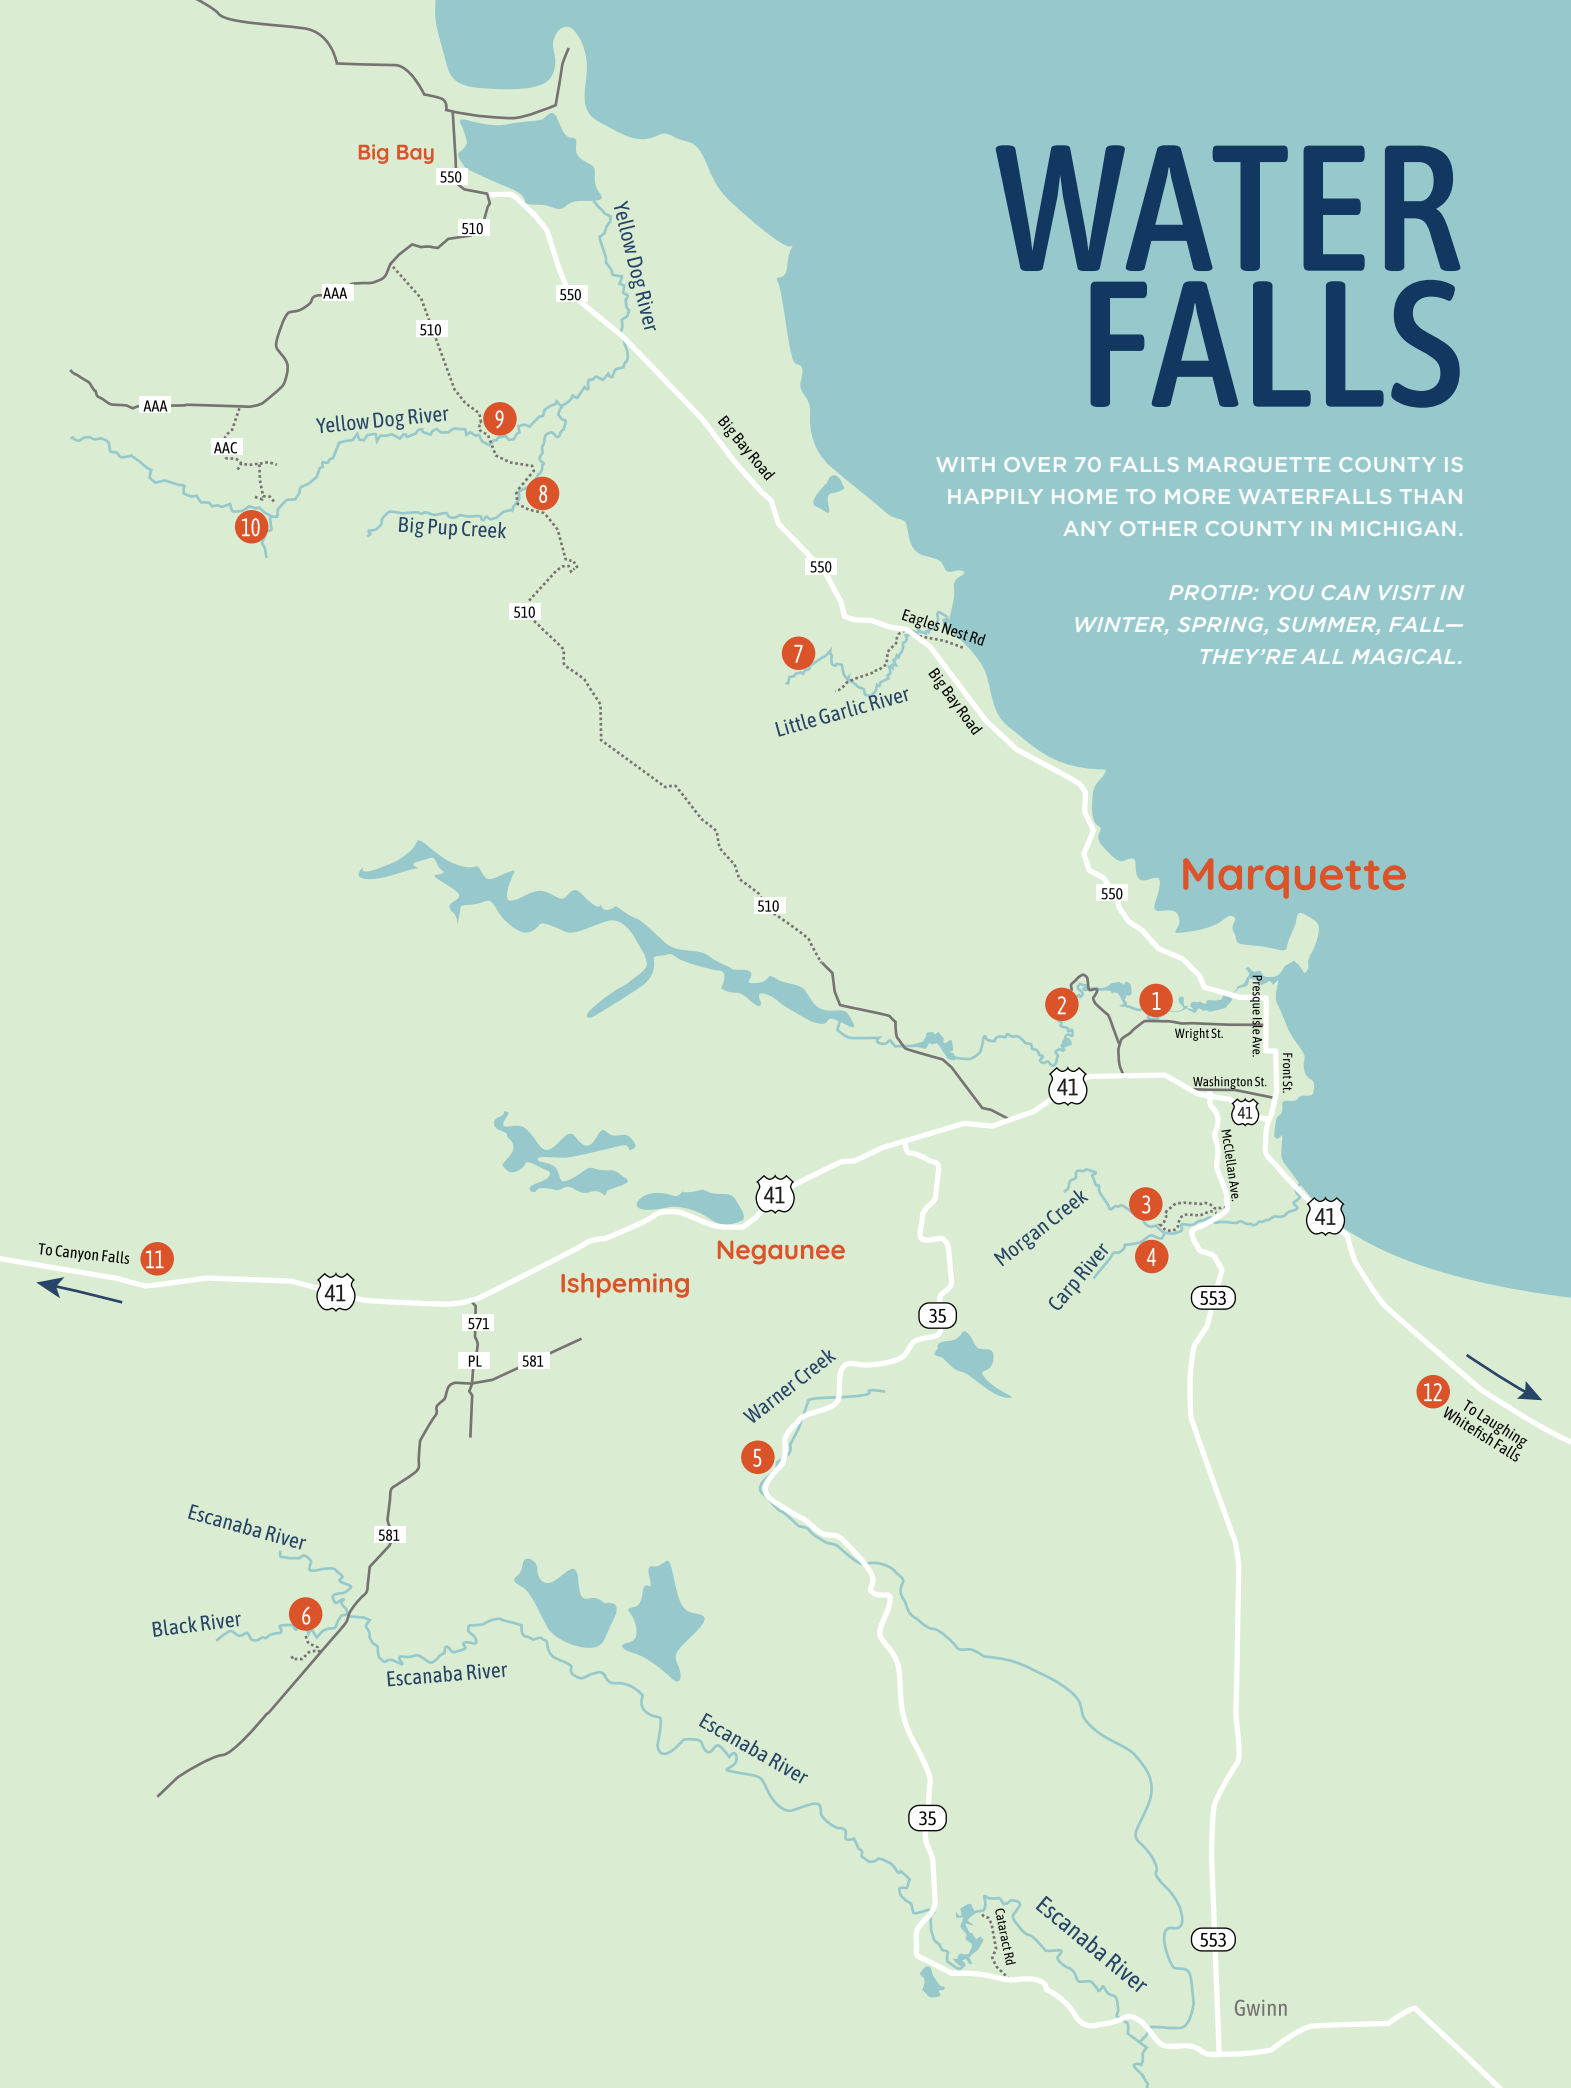 WATER
FALLS
WITH OVER 70 FALLS MARQUETTE COUNTY IS
HAPPILY HOME TO MORE WATERFALLS THAN
ANY OTHER COUNTY IN MICHIGAN.
PROTIP: YOU CAN VISIT IN
WINTER, SPRING, SUMMER, FALL—
THEY'RE ALL MAGICAL.
Big Bay
550
510
Yellow Dog River
AAA
550
510
AAA
Yellow Dog River
9
Big Bay Road
AAC
8
10
Big Pup Creek
550
510
Eagles Nest Rd
7
Big Bay Road
Little Garlic River
Marquette
550
510
2
1
Presque Isle Ave.
Wright St.
Front St.
41
Washington St.
41
McClellan Ave.
41
3
Morgan Creek
41
4
Carp River
Negaunee
To Canyon Falls
11
Ishpeming
41
553
35
571
PL
581
Warner Creek
12
To Laughing
Whitefish Falls
5
Escanaba River
581
6
Black River
Escanaba River
Escanaba River
35
Cataract Rd
Escanaba River
553
Gwinn